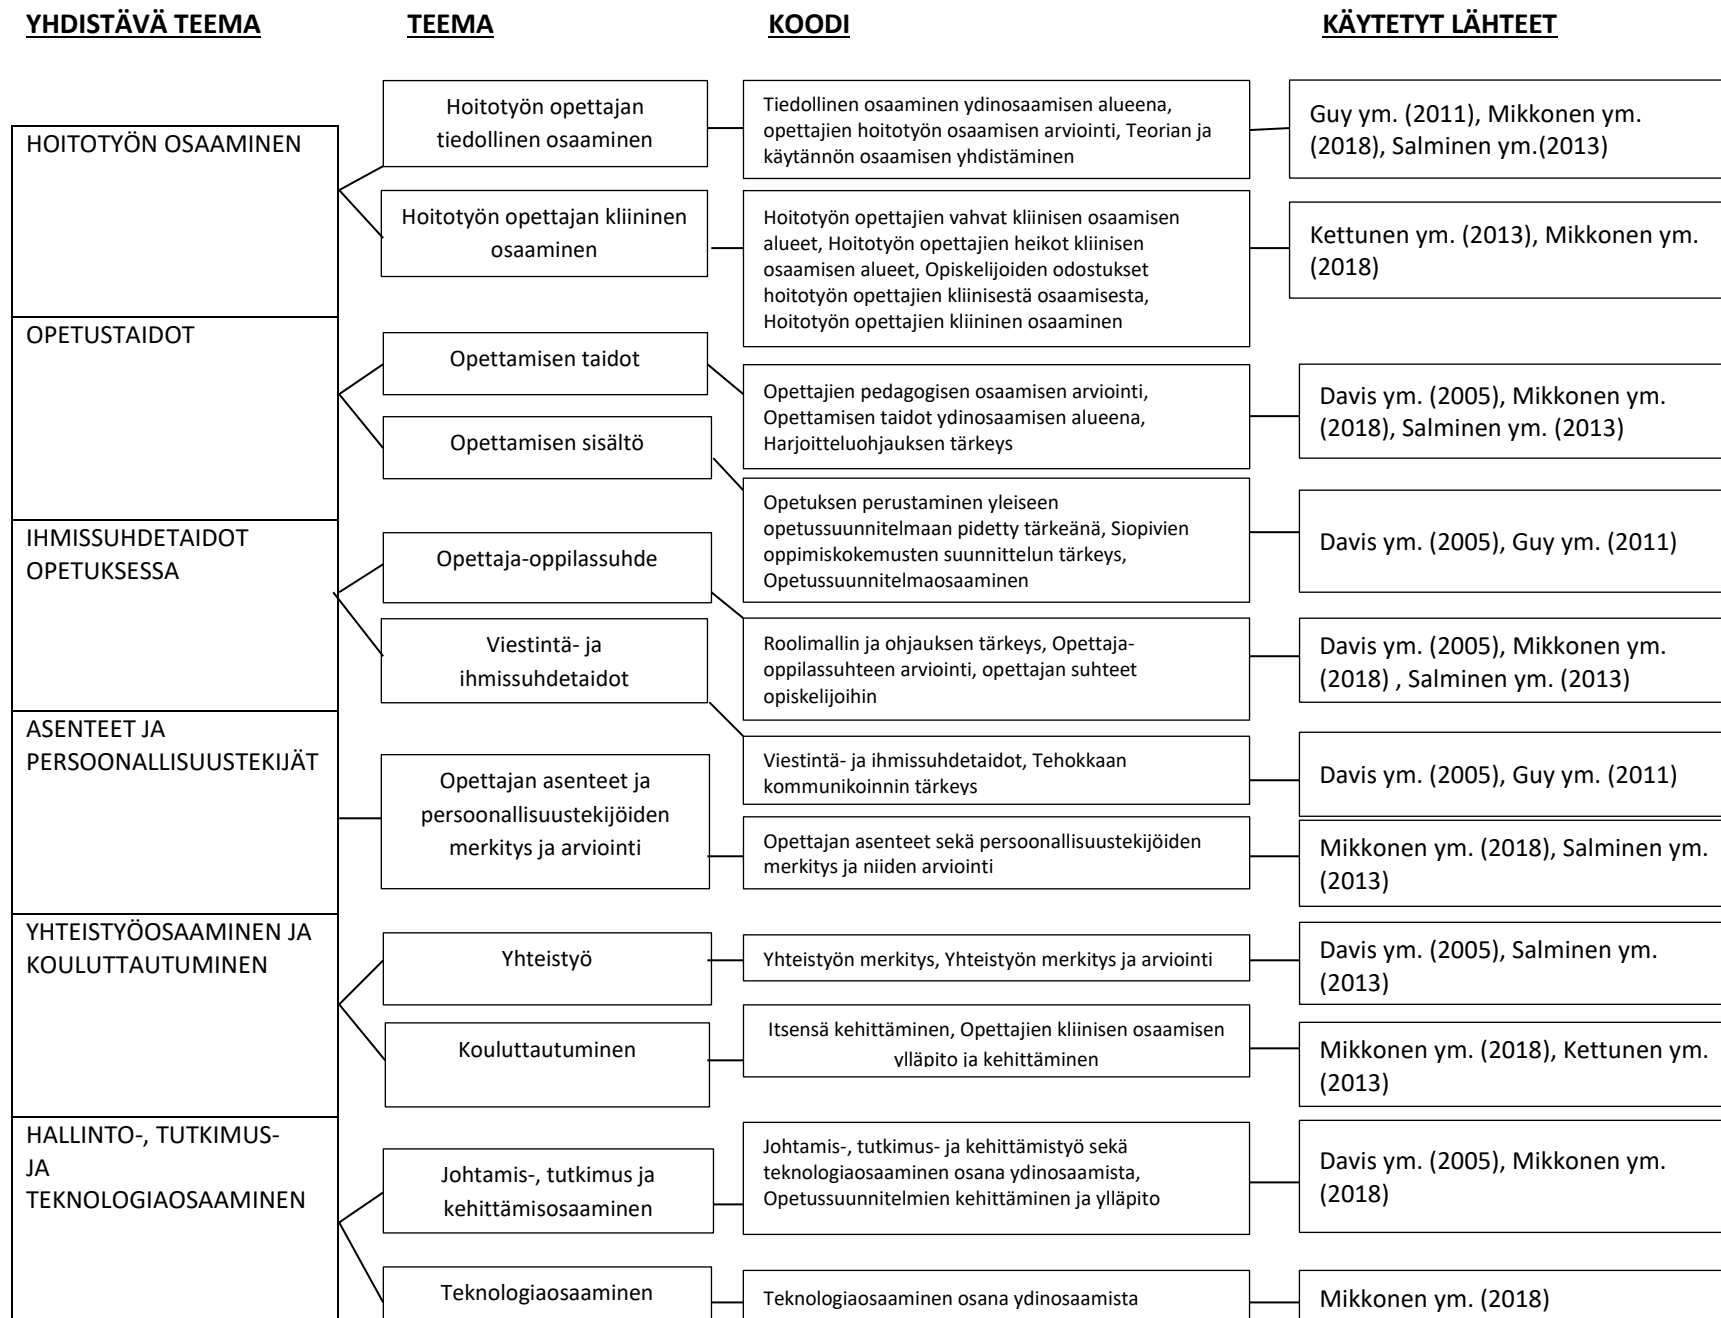 YHDISTÄVÄ TEEMA
TEEMA
KOODI
KÄYTETYT LÄHTEET
HOITOTYÖN OSAAMINEN
Hoitotyön opettajan
tiedollinen osaaminen
Tiedollinen osaaminen ydinosaamisen alueena,
opettajien hoitotyön osaamisen arviointi, Teorian ja
käytännön osaamisen yhdistäminen
Guy ym. (2011), Mikkonen ym.
(2018), Salminen ym.(2013)
Hoitotyön opettajan kliininen
osaaminen
Hoitotyön opettajien vahvat kliinisen osaamisen
alueet, Hoitotyön opettajien heikot kliinisen
osaamisen alueet, Opiskelijoiden odostukset
hoitotyön opettajien kliinisestä osaamisesta,
Hoitotyön opettajien kliininen osaaminen
Kettunen ym. (2013), Mikkonen ym.
(2018)
OPETUSTAIDOT
Opettamisen taidot
Opettajien pedagogisen osaamisen arviointi,
Opettamisen taidot ydinosaamisen alueena,
Harjoitteluohjauksen tärkeys
Davis ym. (2005), Mikkonen ym.
(2018), Salminen ym. (2013)
Opettamisen sisältö
Opetuksen perustaminen yleiseen
opetussuunnitelmaan pidetty tärkeänä, Siopivien
oppimiskokemusten suunnittelun tärkeys,
Opetussuunnitelmaosaaminen
Davis ym. (2005), Guy ym. (2011)
IHMISSUHDETAIDOT
OPETUKSESSA
Opettaja-oppilassuhde
Roolimallin ja ohjauksen tärkeys, Opettaja-
oppilassuhteen arviointi, opettajan suhteet
opiskelijoihin
Davis ym. (2005), Mikkonen ym.
(2018) , Salminen ym. (2013)
Viestintä- ja
ihmissuhdetaidot
Viestintä- ja ihmissuhdetaidot, Tehokkaan
kommunikoinnin tärkeys
Davis ym. (2005), Guy ym. (2011)
ASENTEET JA
PERSOONALLISUUSTEKIJÄT
Opettajan asenteet ja
persoonallisuustekijöiden
merkitys ja arviointi
Opettajan asenteet sekä persoonallisuustekijöiden
merkitys ja niiden arviointi
Mikkonen ym. (2018), Salminen ym.
(2013)
YHTEISTYÖOSAAMINEN JA
KOULUTTAUTUMINEN
Yhteistyö
Yhteistyön merkitys, Yhteistyön merkitys ja arviointi
Davis ym. (2005), Salminen ym.
(2013)
Kouluttautuminen
Itsensä kehittäminen, Opettajien kliinisen osaamisen
ylläpito ja kehittäminen
Mikkonen ym. (2018), Kettunen ym.
(2013)
HALLINTO-, TUTKIMUS-
JA
TEKNOLOGIAOSAAMINEN
Johtamis-, tutkimus ja
kehittämisosaaminen
Johtamis-, tutkimus- ja kehittämistyö sekä
teknologiaosaaminen osana ydinosaamista,
Opetussuunnitelmien kehittäminen ja ylläpito
Davis ym. (2005), Mikkonen ym.
(2018)
Teknologiaosaaminen
Teknologiaosaaminen osana ydinosaamista
Mikkonen ym. (2018)